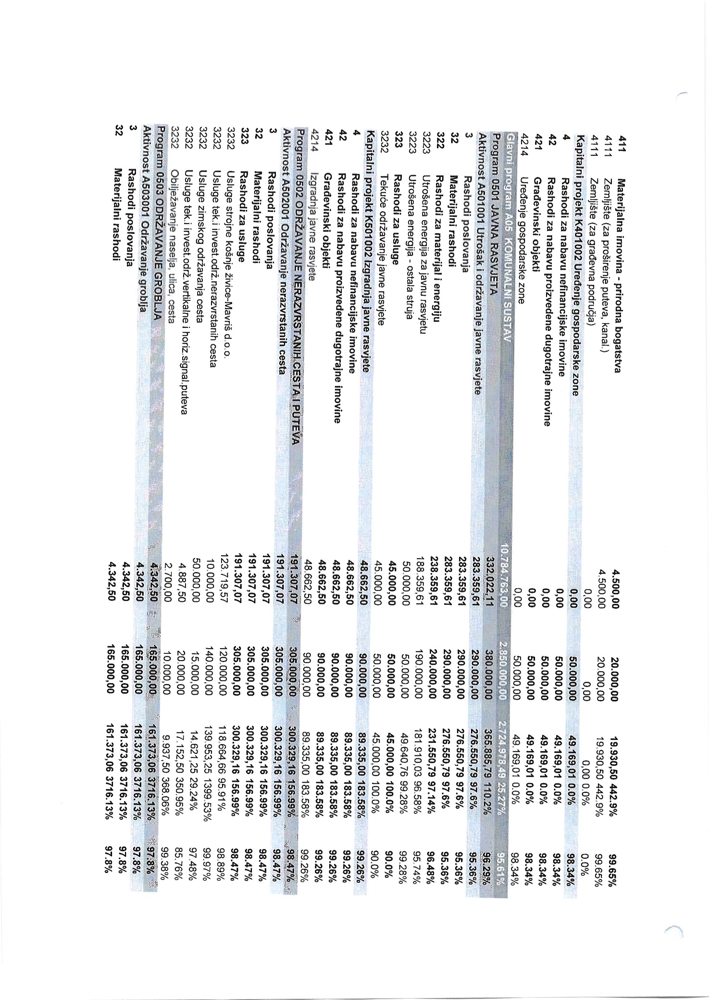 411 Materijalna imovina - prirodna bogatstva 4.500,00 20.000,00 19.930,50 442.9% 99.65%
4111 Zemljište (za proširenje puteva, kanal.) 4.500,00 20.000,00 19.930,50 442.9% 99.65%
4111 Zemljište (za građevna područja) 0,00 0,00 0,00 0.0% 0.0%
Kapitalni projekt K401002 Uređenje gospodarske zone 0,00 50.000,00 49.169,01 0.0% 98.34%
4 Rashodi za nabavu nefinancijske imovine 0,00 50.000,00 49.169,01 0.0% 98.34%
42 Rashodi za nabavu proizvedene dugotrajne imovine 0,00 50.000,00 49.169,01 0.0% 98.34%
421 Građevinski objekti 0,00 50.000,00 49.169,01 0.0% 98.34%
4214 Uređenje gospodarske zone 0,00 50.000,00 49.169,01 0.0% 98.34%
Glavni program A05 KOMUNALNI SUSTAV 10.784.763,00 2.850.000,00 2.724.978,49 25.27% 95.61%
Program 0501 JAVNA RASVJETA 332.022,11 380.000,00 365.885,79 110.2% 96.29%
Aktivnost A501001 Utrošak i održavanje javne rasvjete 283.359,61 290.000,00 276.550,79 97.6% 95.36%
3 Rashodi poslovanja 283.359,61 290.000,00 276.550,79 97.6% 95.36%
32 Materijalni rashodi 283.359,61 290.000,00 276.550,79 97.6% 95.36%
322 Rashodi za materijal i energiju 238.359,61 240.000,00 231.550,79 97.14% 96.48%
3223 Utrošena energija za javnu rasvjetu 188.359,61 190.000,00 181.910,03 96.58% 95.74%
3223 Utrošena energija - ostala struja 50.000,00 50.000,00 49.640,76 99.28% 99.28%
323 Rashodi za usluge 45.000,00 50.000,00 45.000,00 100.0% 90.0%
3232 Tekuće održavanje javne rasvjete 45.000,00 50.000,00 45.000,00 100.0% 90.0%
Kapitalni projekt K501002 Izgradnja javne rasvjete 48.662,50 90.000,00 89.335,00 183.58% 99.26%
4 Rashodi za nabavu nefinancijske imovine 48.662,50 90.000,00 89.335,00 183.58% 99.26%
42 Rashodi za nabavu proizvedene dugotrajne imovine 48.662,50 90.000,00 89.335,00 183.58% 99.26%
421 Građevinski objekti 48.662,50 90.000,00 89.335,00 183.58% 99.26%
4214 Izgradnja javne rasvjete 48.662,50 90.000,00 89.335,00 183.58% 99.26%
Program 0502 ODRŽAVANJE NERAZVRSTANIH CESTA I PUTEVA 191.307,07 305.000,00 300.329,16 156.99% 98.47%
Aktivnost A502001 Održavanje nerazvrstanih cesta 191.307,07 305.000,00 300.329,16 156.99% 98.47%
3 Rashodi poslovanja 191.307,07 305.000,00 300.329,16 156.99% 98.47%
32 Materijalni rashodi 191.307,07 305.000,00 300.329,16 156.99% 98.47%
323 Rashodi za usluge 191.307,07 305.000,00 300.329,16 156.99% 98.47%
3232 Usluge strojne košnje živice-Mavriš d.o.o. 123.719,57 120.000,00 118.664,66 95.91% 98.89%
3232 Usluge tek.i invest.održ.nerazvrstanih cesta 10.000,00 140.000,00 139.953,25 1399.53% 99.97%
3232 Usluge zimskog održavanja cesta 50.000,00 15.000,00 14.621,25 29.24% 97.48%
3232 Usluge tek.i invest.održ.vertikalne i horiz.signal.puteva 4.887,50 20.000,00 17.152,50 350.95% 85.76%
3232 Obilježavanje naselja, ulica, cesta 2.700,00 10.000,00 9.937,50 368.06% 99.38%
Program 0503 ODRŽAVANJE GROBLJA 4.342,50 165.000,00 161.373,06 3716.13% 97.8%
Aktivnost A503001 Održavanje groblja 4.342,50 165.000,00 161.373,06 3716.13% 97.8%
3 Rashodi poslovanja 4.342,50 165.000,00 161.373,06 3716.13% 97.8%
32 Materijalni rashodi 4.342,50 165.000,00 161.373,06 3716.13% 97.8%